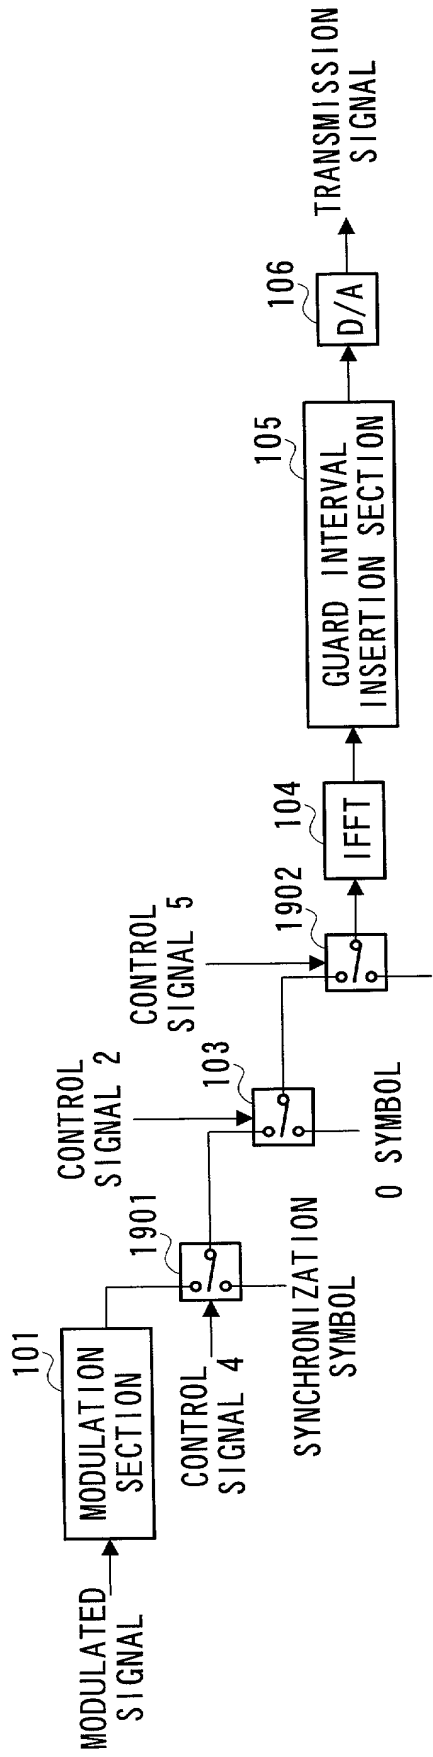 MODULATED
SIGNAL
101
MODULATION
SECTION
CONTROL
SIGNAL 4
1901
SYNCHRONIZATION
SYMBOL
CONTROL
SIGNAL 2
103
0 SYMBOL
CONTROL
SIGNAL 5
1902
104
IFFT
105
GUARD INTERVAL
INSERTION SECTION
106
D/A
TRANSMISSION
SIGNAL